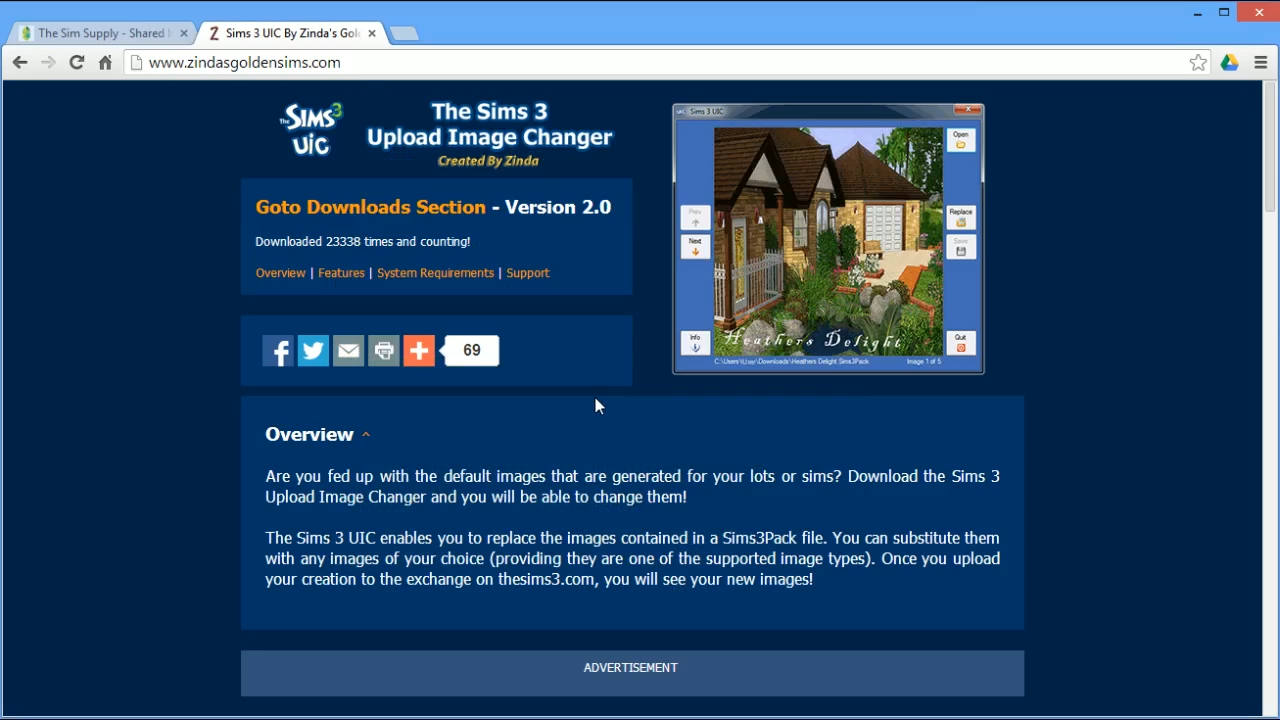 The Sim Supply - Shared
Sims 3 UIC By Zinda's Gol
www.zindasgoldensims.com
The SIMS 3
UIC
The Sims 3
Upload Image Changer
Created By Zinda
Goto Downloads Section - Version 2.0
Downloaded 23338 times and counting!
Overview | Features | System Requirements | Support
69
Sims 3 UIC
Open
Prev
Next
Replace
Save
Info
Quit
Heathers Delight
C:\Users\Ujay\Downloads\Heathers Delight.Sims3Pack
Image 1 of 5
Overview ^
Are you fed up with the default images that are generated for your lots or sims? Download the Sims 3
Upload Image Changer and you will be able to change them!
The Sims 3 UIC enables you to replace the images contained in a Sims3Pack file. You can substitute them
with any images of your choice (providing they are one of the supported image types). Once you upload
your creation to the exchange on thesims3.com, you will see your new images!
ADVERTISEMENT